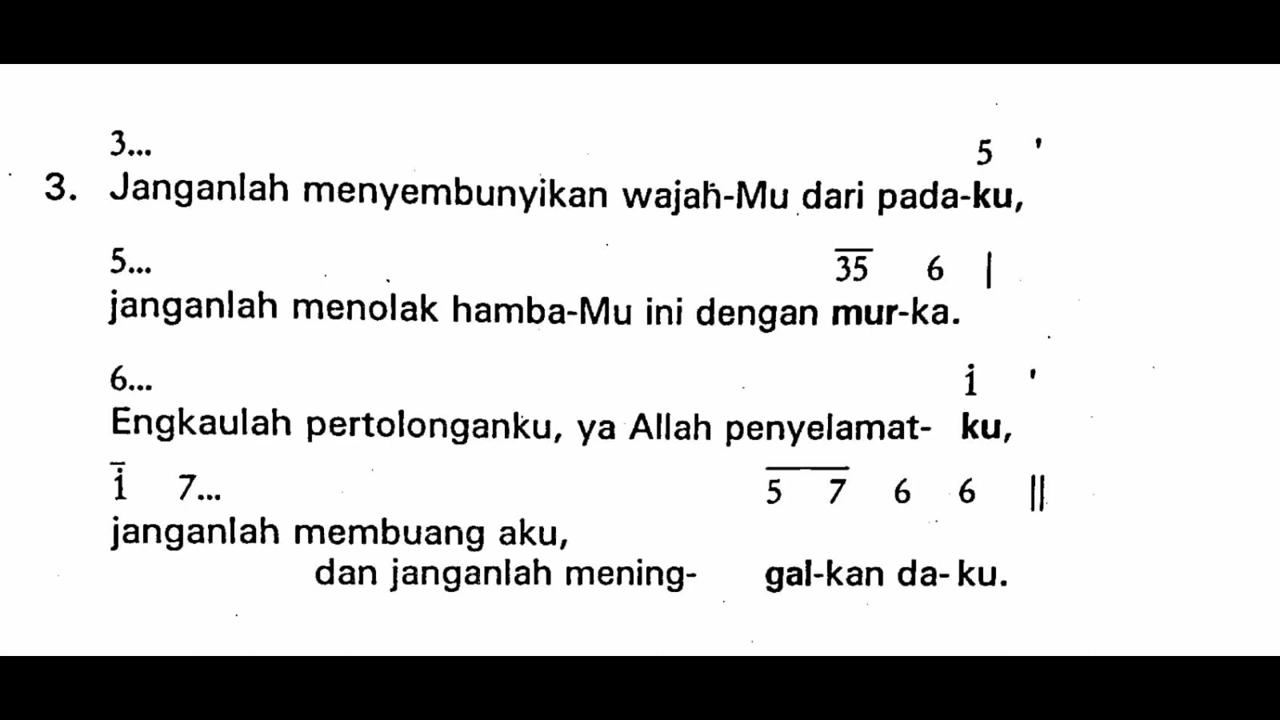 3... 5 '
3. Janganlah menyembunyikan wajah-Mu dari pada-ku,
5... 35 6 |
janganlah menolak hamba-Mu ini dengan mur-ka.
6... i '
Engkaulah pertolonganku, ya Allah penyelamat- ku,
i 7... 5 7 6 6 ||
janganlah membuang aku,
dan janganlah mening- gal-kan da-ku.